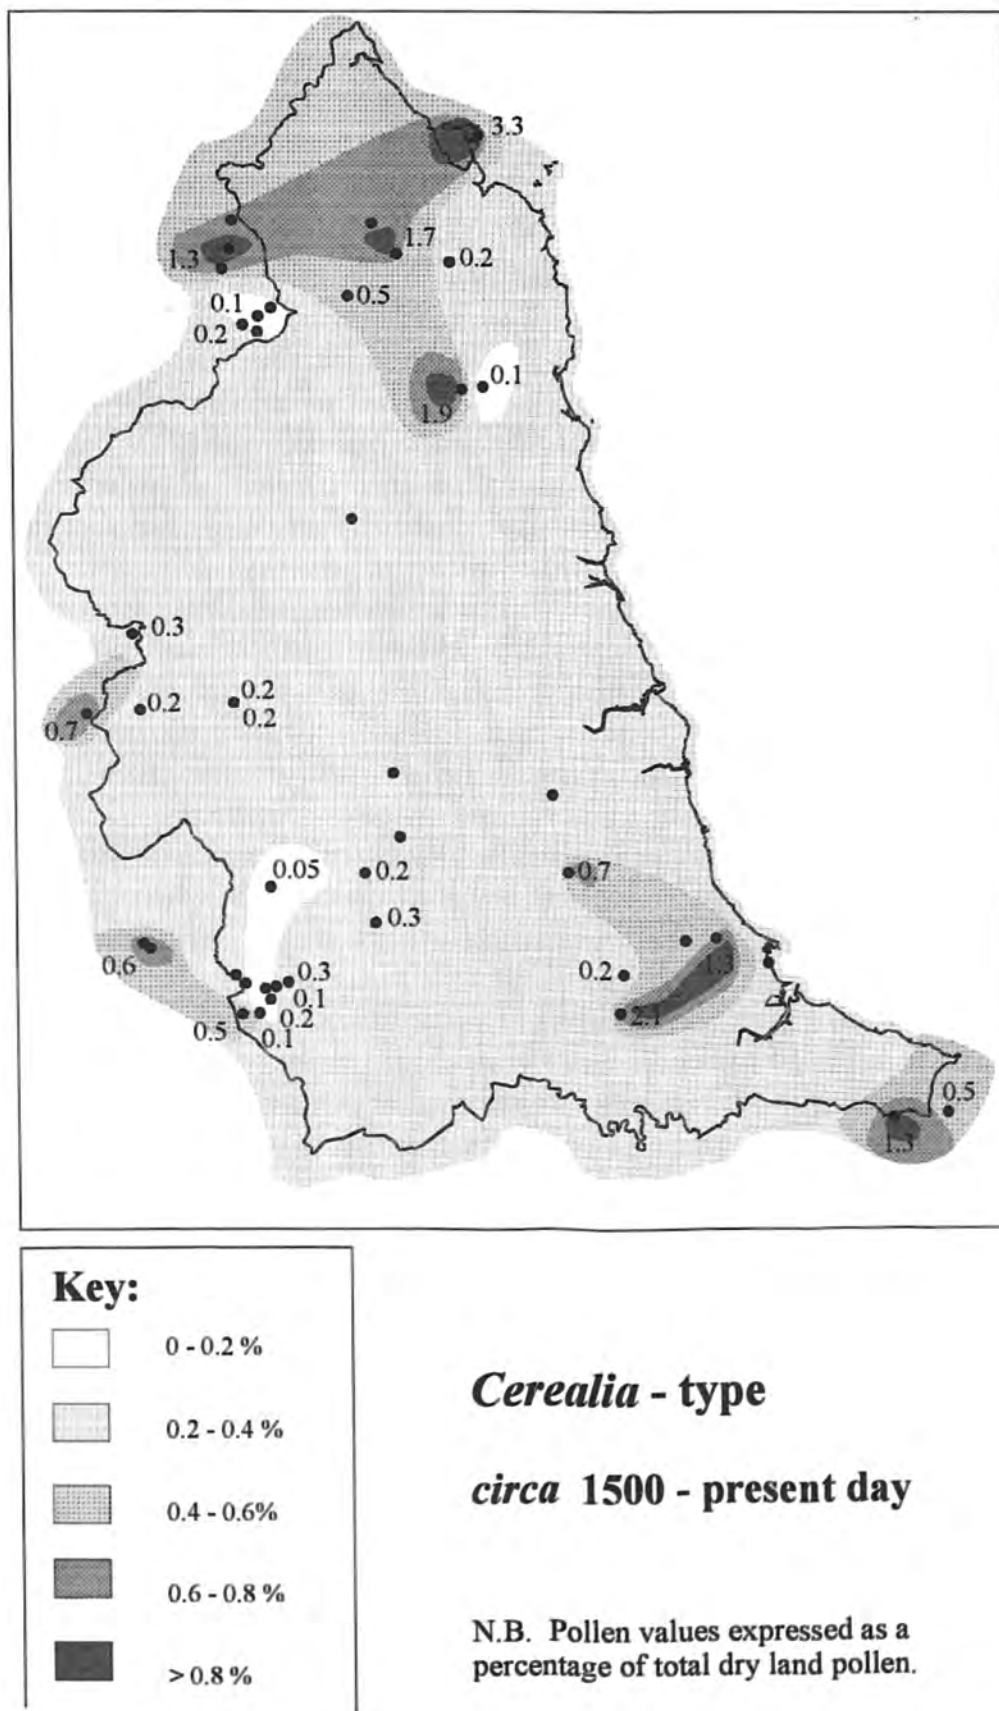 3.3
1.7
1.3
0.2
0.5
0.1
0.2
0.1
1.9
0.3
0.2
0.2
0.2
0.7
0.05
0.2
0.7
0.3
0.6
1.3
0.2
0.3
0.1
0.2
0.1
0.5
2.1
0.5
1.3
Key:
0 - 0.2 %
0.2 - 0.4 %
0.4 - 0.6%
0.6 - 0.8 %
> 0.8 %
Cerealia - type
circa 1500 - present day
N.B. Pollen values expressed as a
percentage of total dry land pollen.